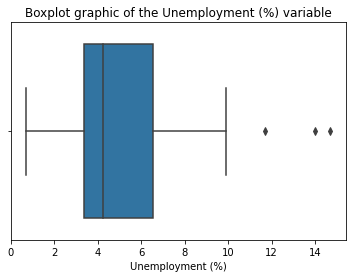 Boxplot graphic of the Unemployment (%) variable
0 2 4 6 8 10 12 14
Unemployment (%)